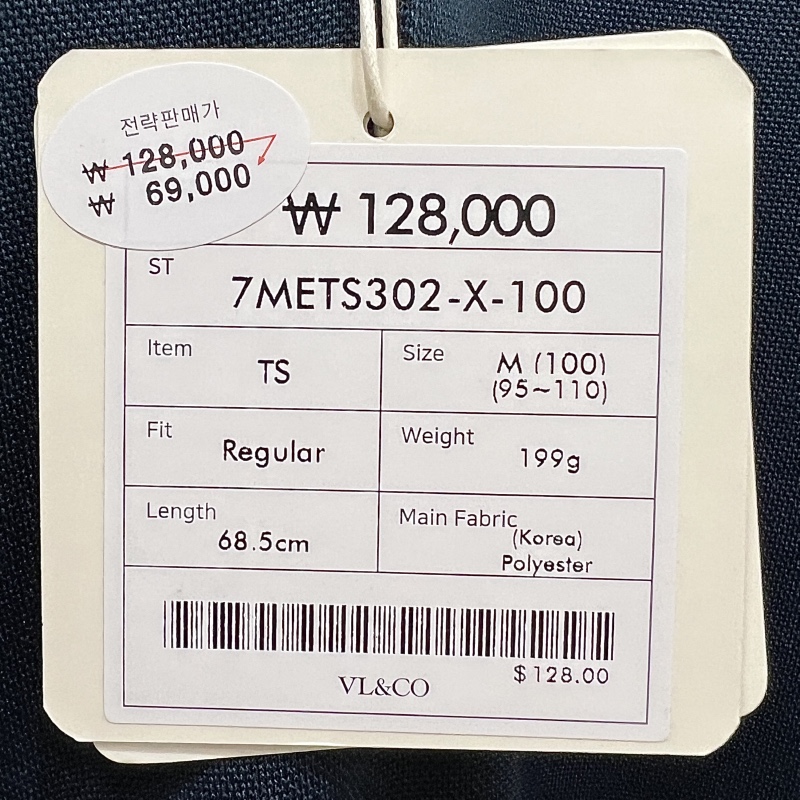 전략판매가
₩ 128,000
₩ 69,000
₩ 128,000
ST
7METS302-X-100
Item
TS
Size
M (100)
(95~110)
Fit
Regular
Weight
199g
Length
68.5cm
Main Fabric
(Korea)
Polyester
$128.00
VL&CO